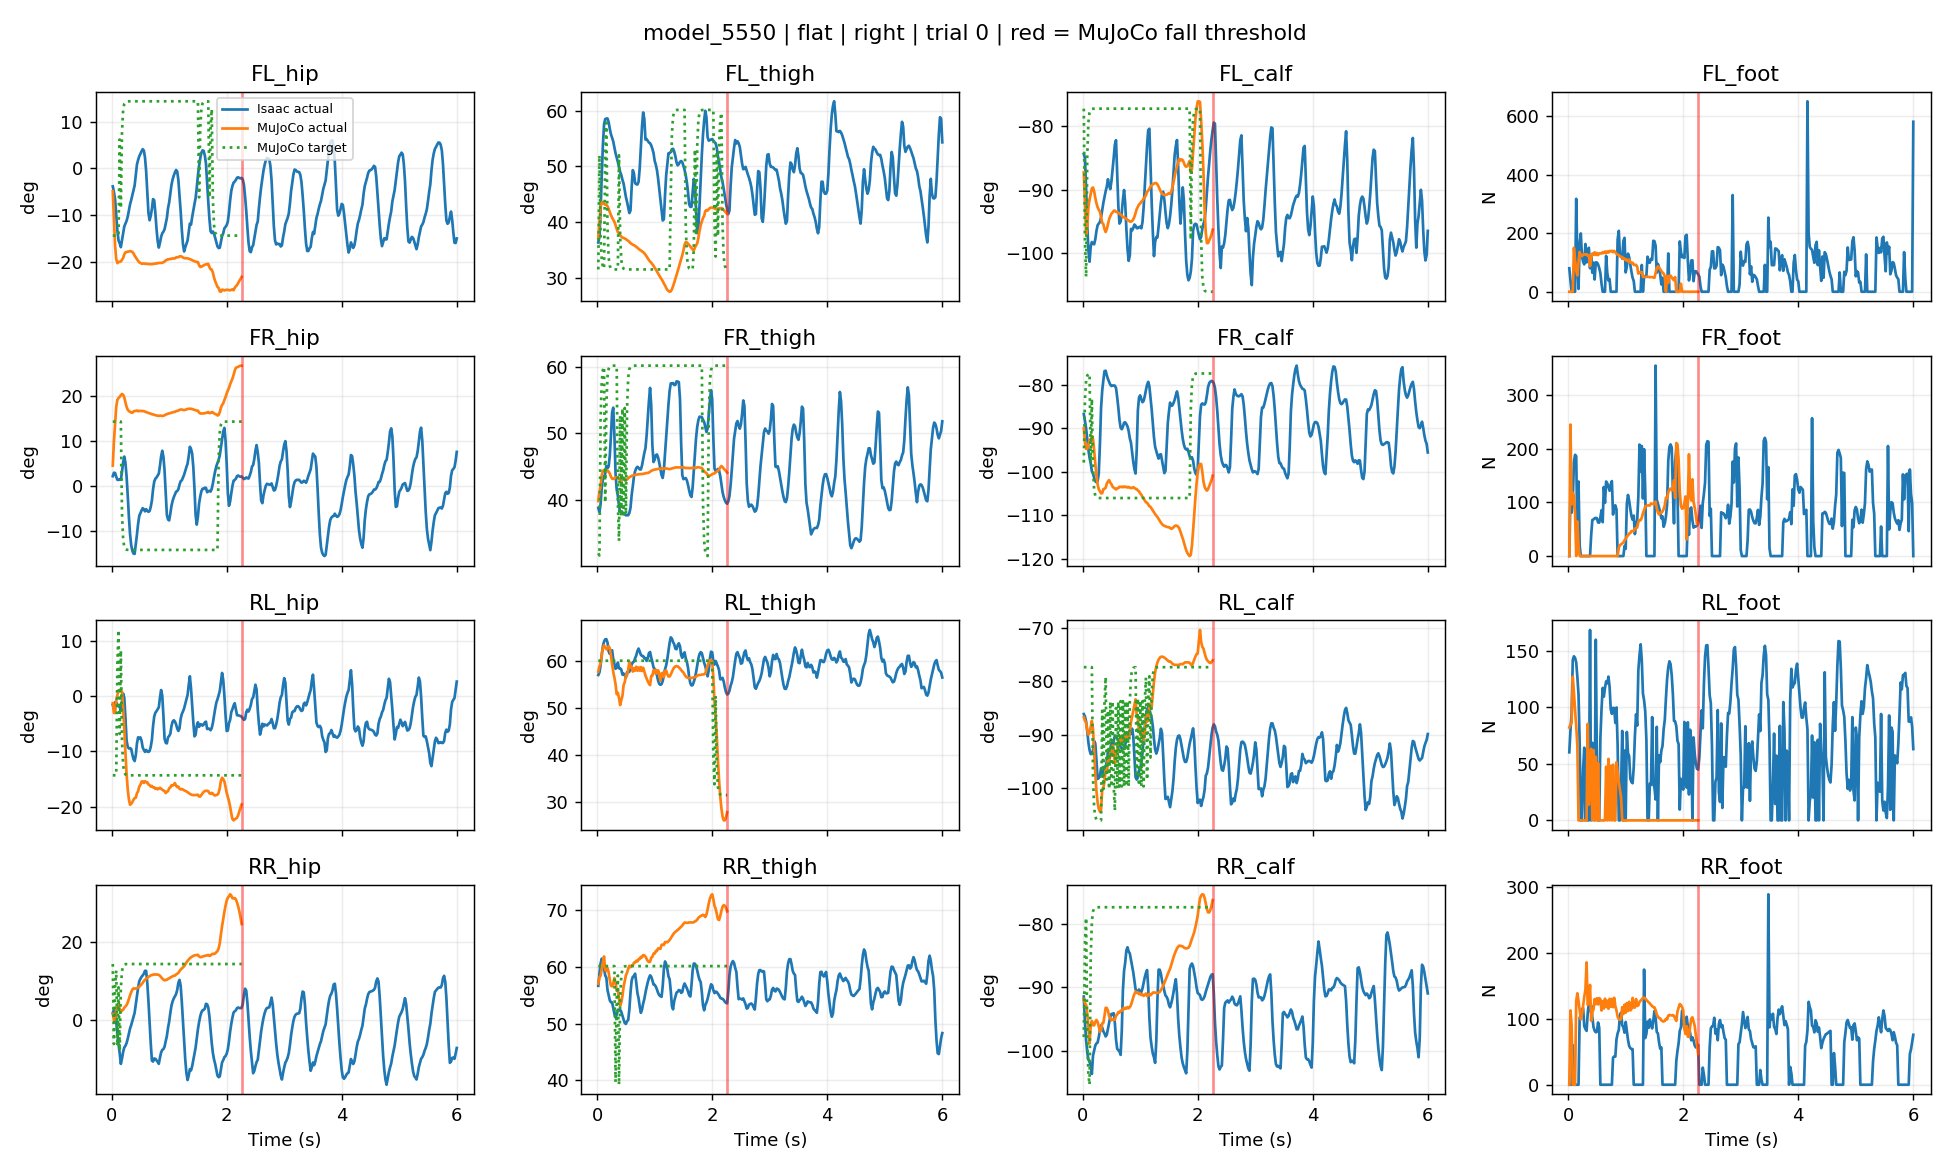 model_5550 | flat | right | trial 0 | red = MuJoCo fall threshold
FL_hip
FL_thigh
FL_calf
FL_foot
Isaac actual
MuJoCo actual
MuJoCo target
deg
10
0
−10
−20
deg
60
50
40
30
deg
−80
−90
−100
N
600
400
200
0
FR_hip
FR_thigh
FR_calf
FR_foot
deg
20
10
0
−10
deg
60
50
40
deg
−80
−90
−100
−110
−120
N
300
200
100
0
RL_hip
RL_thigh
RL_calf
RL_foot
deg
10
0
−10
−20
deg
60
50
40
30
deg
−70
−80
−90
−100
N
150
100
50
0
RR_hip
RR_thigh
RR_calf
RR_foot
deg
20
0
deg
70
60
50
40
deg
−80
−90
−100
N
300
200
100
0
0 2 4 6
0 2 4 6
0 2 4 6
0 2 4 6
Time (s)
Time (s)
Time (s)
Time (s)